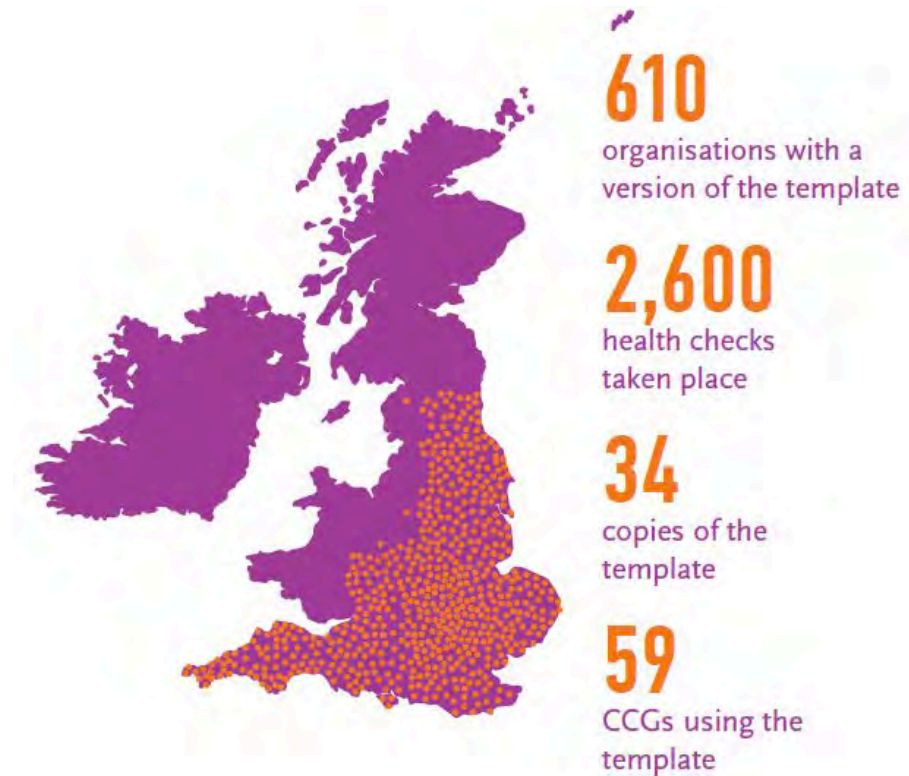 610
organisations with a
version of the template
2,600
health checks
taken place
34
copies of the
template
59
CCGs using the
template